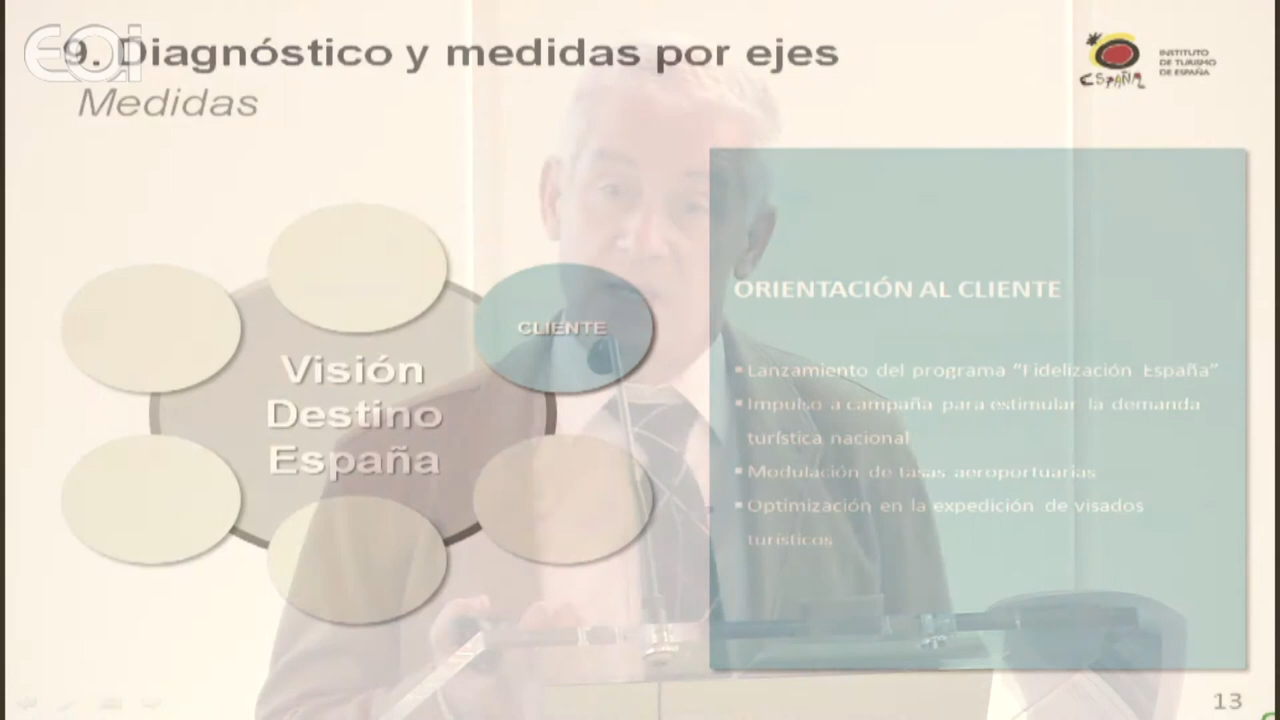 eoi
9. Diagnóstico y medidas por ejes
Medidas
ESPAÑA
INSTITUTO
DE TURISMO
DE ESPAÑA
CLIENTE
Visión
Destino
España
ORIENTACIÓN AL CLIENTE
▪ Lanzamiento del programa “Fidelización España”
▪ Impulso a campaña para estimular la demanda
turística nacional
▪ Modulación de tasas aeroportuarias
▪ Optimización en la expedición de visados
turísticos
13